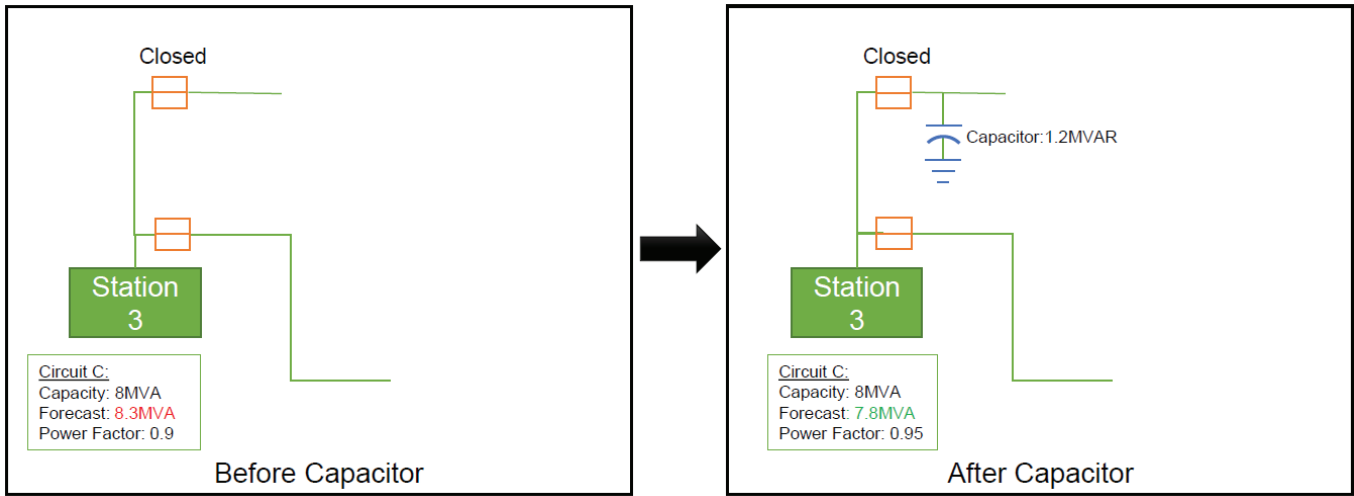 Closed
Station
3
Circuit C:
Capacity: 8MVA
Forecast: 8.3MVA
Power Factor: 0.9
Before Capacitor
Closed
Capacitor:1.2MVAR
Station
3
Circuit C:
Capacity: 8MVA
Forecast: 7.8MVA
Power Factor: 0.95
After Capacitor